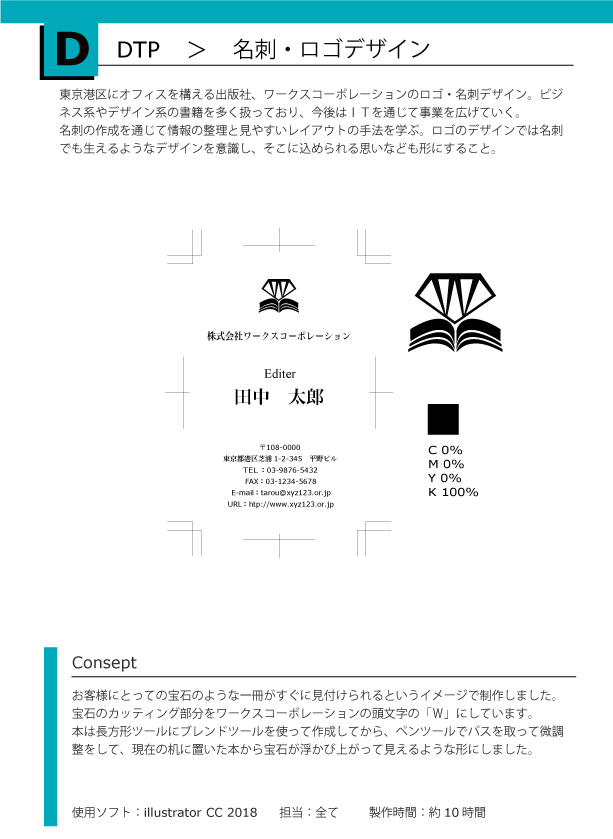 D DTP ＞ 名刺・ロゴデザイン
東京港区にオフィスを構える出版社、ワークスコーポレーションのロゴ・名刺デザイン。ビジ
ネス系やデザイン系の書籍を多く扱っており、今後はＩＴを通じて事業を広げていく。
名刺の作成を通じて情報の整理と見やすいレイアウトの手法を学ぶ。ロゴのデザインでは名刺
でも生えるようなデザインを意識し、そこに込められる思いなども形にすること。
株式会社ワークスコーポレーション
Editer
田中　太郎
〒108-0000
東京都港区芝浦 1-2-345　平野ビル
TEL：03-9876-5432
FAX：03-1234-5678
E-mail：tarou@xyz123.or.jp
URL：htp://www.xyz123.or.jp
C 0%
M 0%
Y 0%
K 100%
Consept
お客様にとっての宝石のような一冊がすぐに見付けられるというイメージで制作しました。
宝石のカッティング部分をワークスコーポレーションの頭文字の「W」にしています。
本は長方形ツールにブレンドツールを使って作成してから、ペンツールでパスを取って微調
整をして、現在の机に置いた本から宝石が浮かび上がって見えるような形にしました。
使用ソフト：illustrator CC 2018　担当：全て　製作時間：約 10 時間